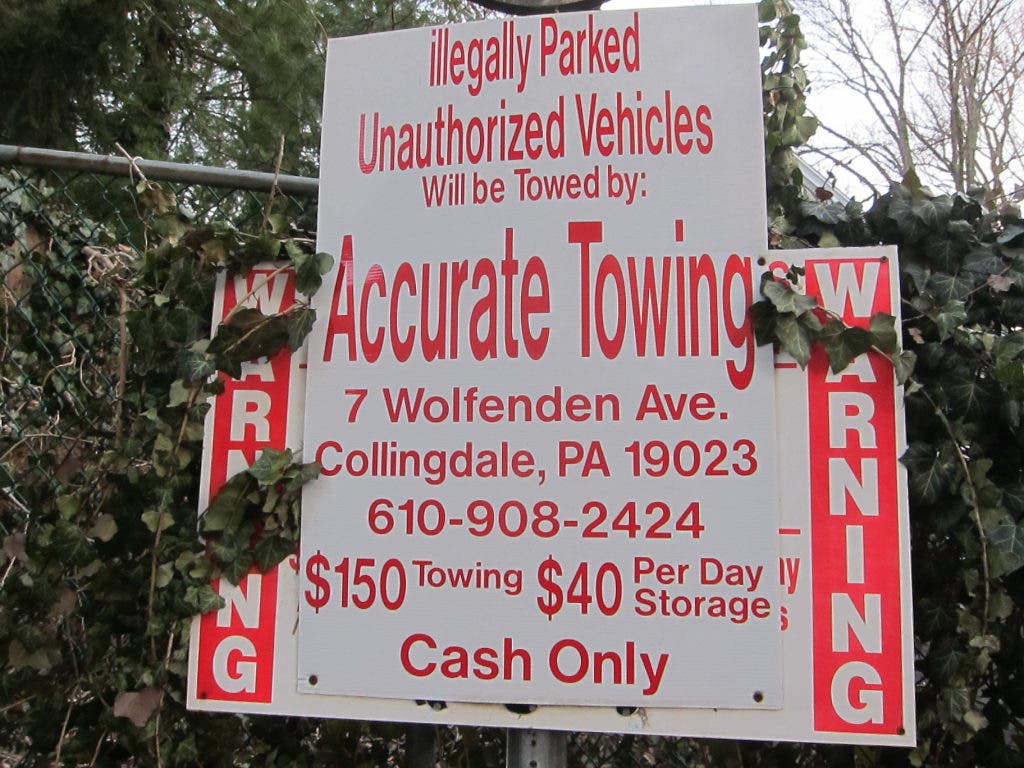 illegally Parked
Unauthorized Vehicles
Will be Towed by:
Accurate Towing
7 Wolfenden Ave.
Collingdale, PA 19023
610-908-2424
$150 Towing $40 Per Day Storage
Cash Only
WARNING
WARNING